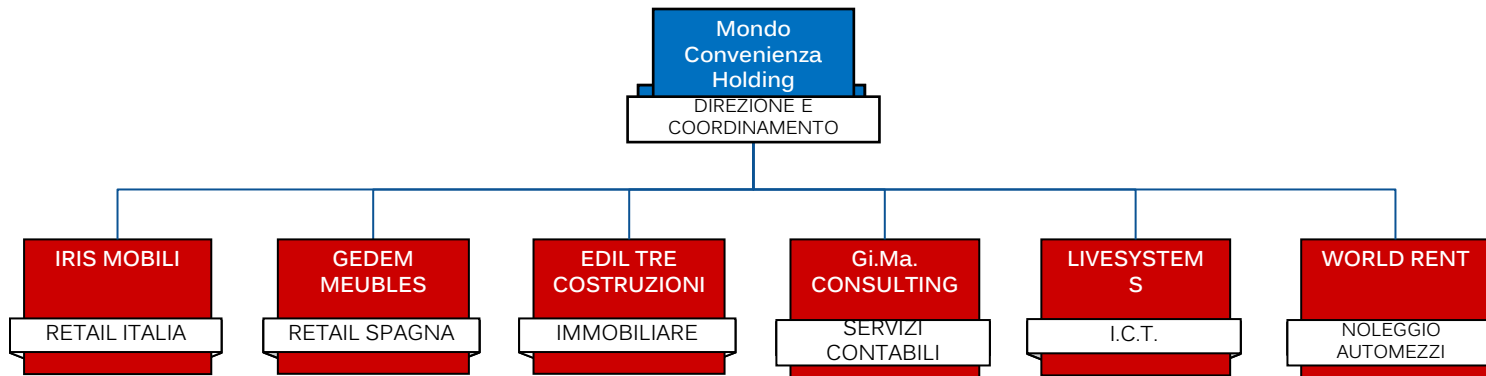 Mondo
Convenienza
Holding
DIREZIONE E
COORDINAMENTO
IRIS MOBILI
RETAIL ITALIA
GEDEM
MEUBLES
RETAIL SPAGNA
EDIL TRE
COSTRUZIONI
IMMOBILIARE
Gi.Ma.
CONSULTING
SERVIZI
CONTABILI
LIVESYSTEM
S
I.C.T.
WORLD RENT
NOLEGGIO
AUTOMEZZI